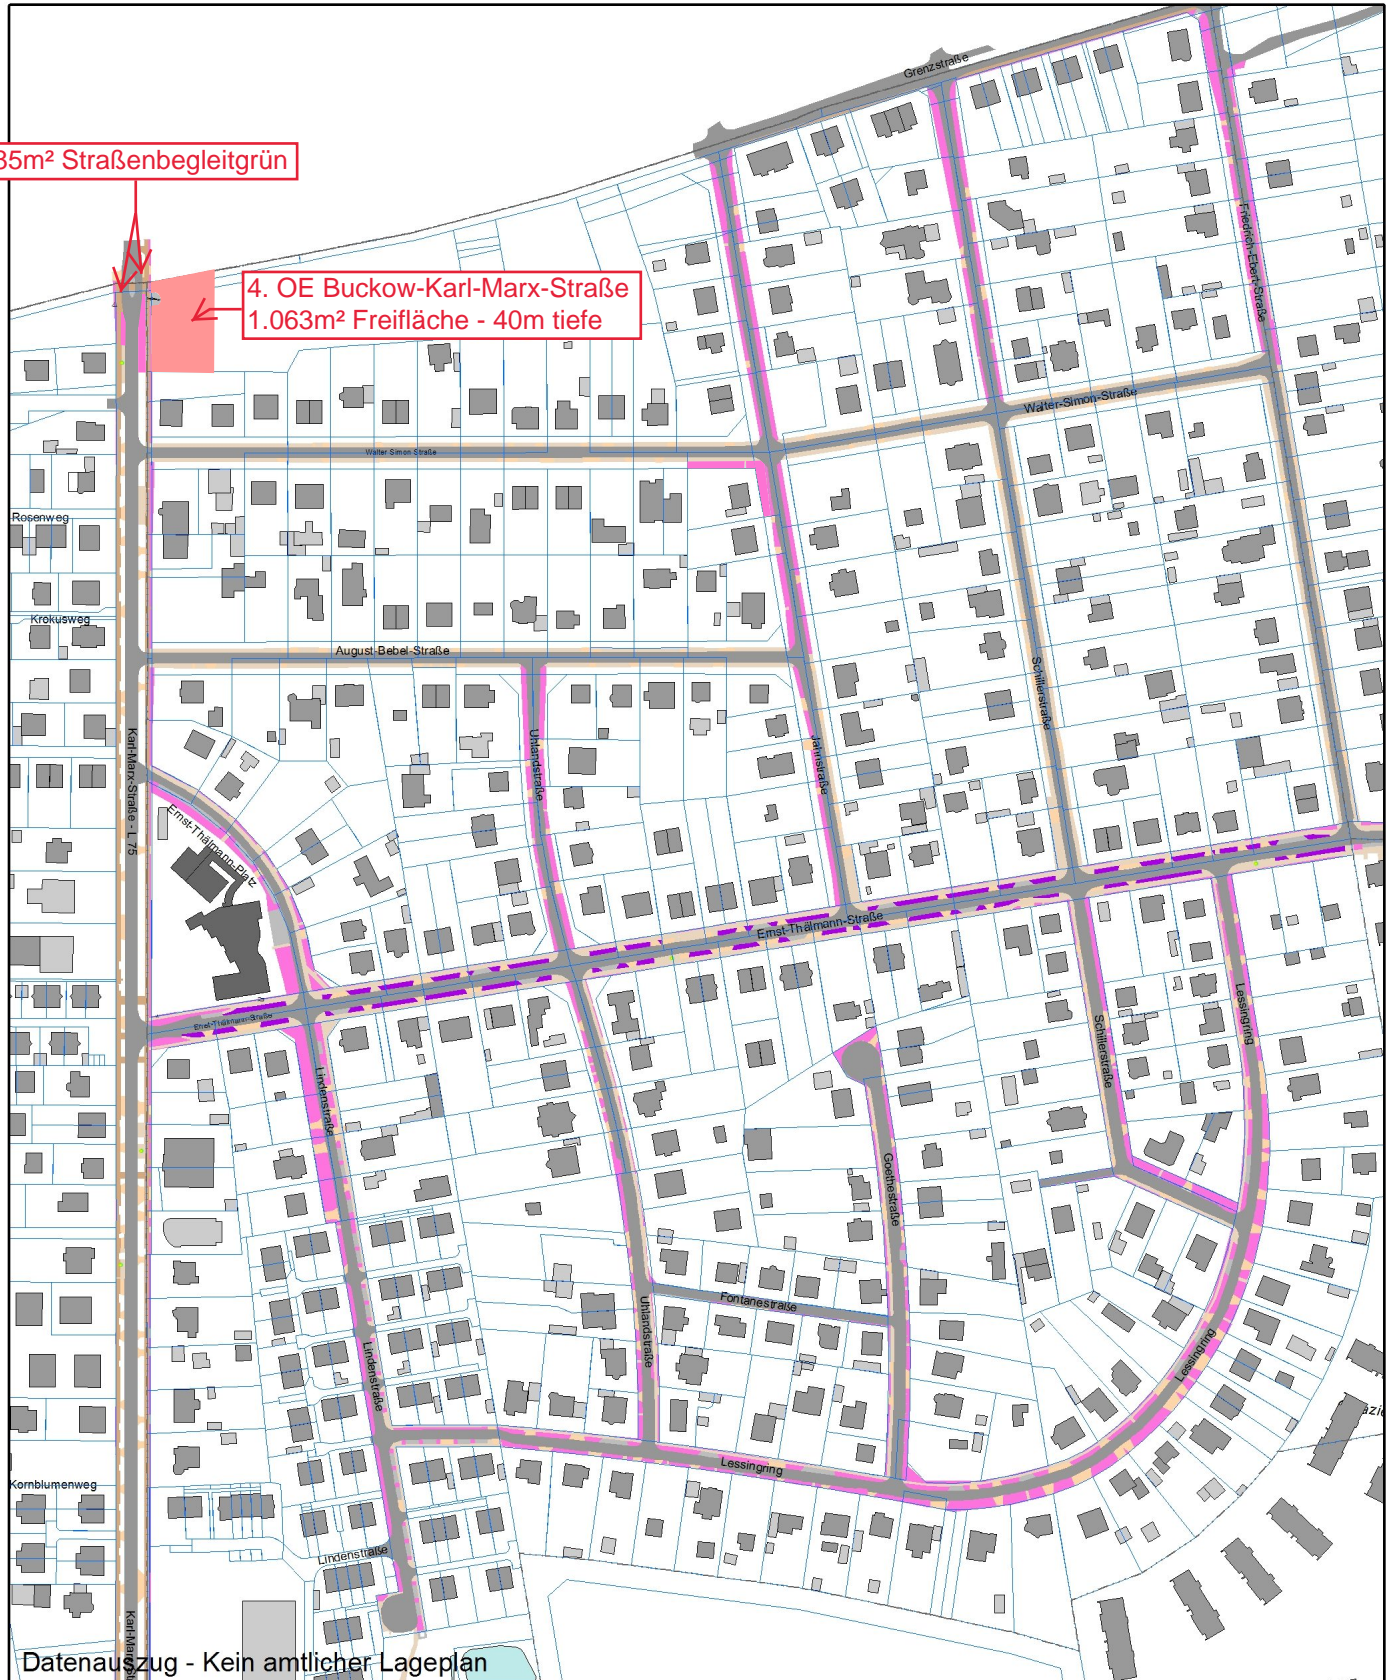 Grenzstraße
35m² Straßenbegleitgrün
Friedrich-Ebert-Straße
4. OE Buckow-Karl-Marx-Straße
1.063m² Freifläche - 40m tiefe
Walter-Simon-Straße
Walter Simon Straße
Rosenweg
Krokusweg
August-Bebel-Straße
Schillerstraße
Karl-Marx-Straße - L 75
Uhlandstraße
Jahnstraße
Ernst-Thälmann-Platz
Ernst-Thälmann-Straße
Ernst-Thälmann-Straße
Lessingring
Schillerstraße
Lindenstraße
Goethestraße
Fontanestraße
Uhlandstraße
Lessingring
Lindenstraße
Lessingring
Kornblumenweg
Lindenstraße
Datenauszug - Kein amtlicher Lageplan